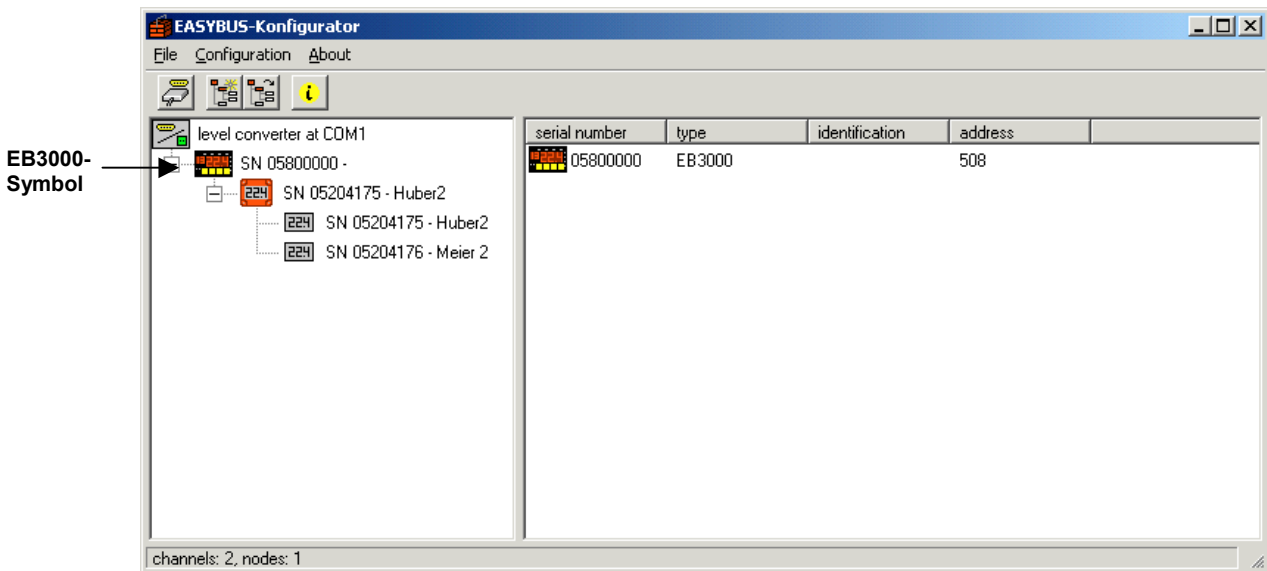 EASYBUS-Konfigurator
File Configuration About
level converter at COM1
EB3000-
Symbol
SN 05800000 -
SN 05204175 - Huber2
SN 05204175 - Huber2
SN 05204176 - Meier 2
serial number type identification address
05800000 EB3000 508
channels: 2, nodes: 1